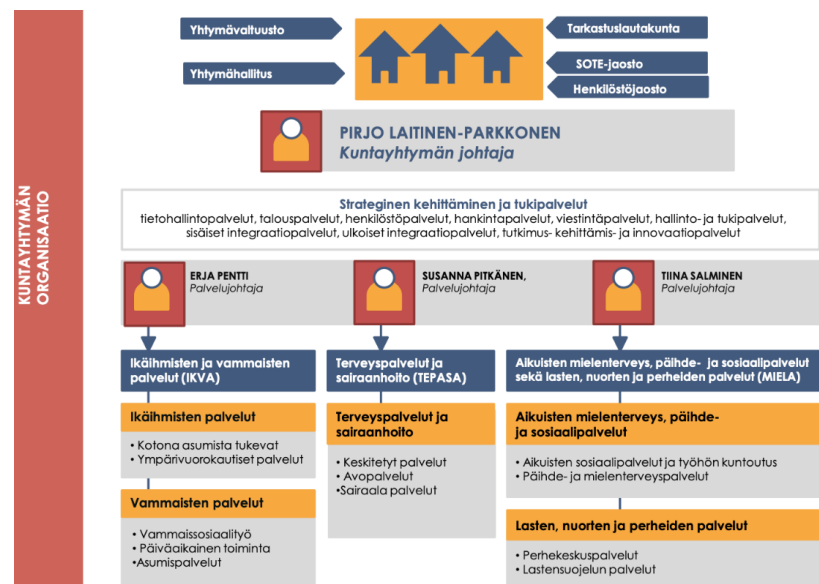 KUNTAYHTYMÄN
ORGANISAATIO
Yhtymävaltuusto
Yhtymähallitus
Tarkastuslautakunta
SOTE-jaosto
Henkilöstöjaosto
PIRJO LAITINEN-PARKKONEN
Kuntayhtymän johtaja
Strateginen kehittäminen ja tukipalvelut
tietohallintopalvelut, talouspalvelut, henkilöstöpalvelut, hankintapalvelut, viestintäpalvelut, hallinto- ja tukipalvelut,
sisäiset integraatiopalvelut, ulkoiset integraatiopalvelut, tutkimus- kehittämis- ja innovaatiopalvelut
ERJA PENTTI
Palvelujohtaja
SUSANNA PITKÄNEN,
Palvelujohtaja
TIINA SALMINEN
Palvelujohtaja
Ikäihmisten ja vammaisten
palvelut (IKVA)
Ikäihmisten palvelut
• Kotona asumista tukevat
• Ympärivuorokautiset palvelut
Vammaisten palvelut
• Vammaissosiaalityö
• Päiväaikainen toiminta
•Asumispalvelut
Terveyspalvelut ja
sairaanhoito (TEPASA)
Terveyspalvelut ja
sairaanhoito
• Keskitetyt palvelut
• Avopalvelut
•Sairaala palvelut
Aikuisten mielenterveys, päihde- ja sosiaalipalvelut
sekä lasten, nuorten ja perheiden palvelut (MIELA)
Aikuisten mielenterveys, päihde-
ja sosiaalipalvelut
• Aikuisten sosiaalipalvelut ja työhön kuntoutus
• Päihde- ja mielenterveyspalvelut
Lasten, nuorten ja perheiden palvelut
• Perhekeskuspalvelut
• Lastensuojelun palvelut